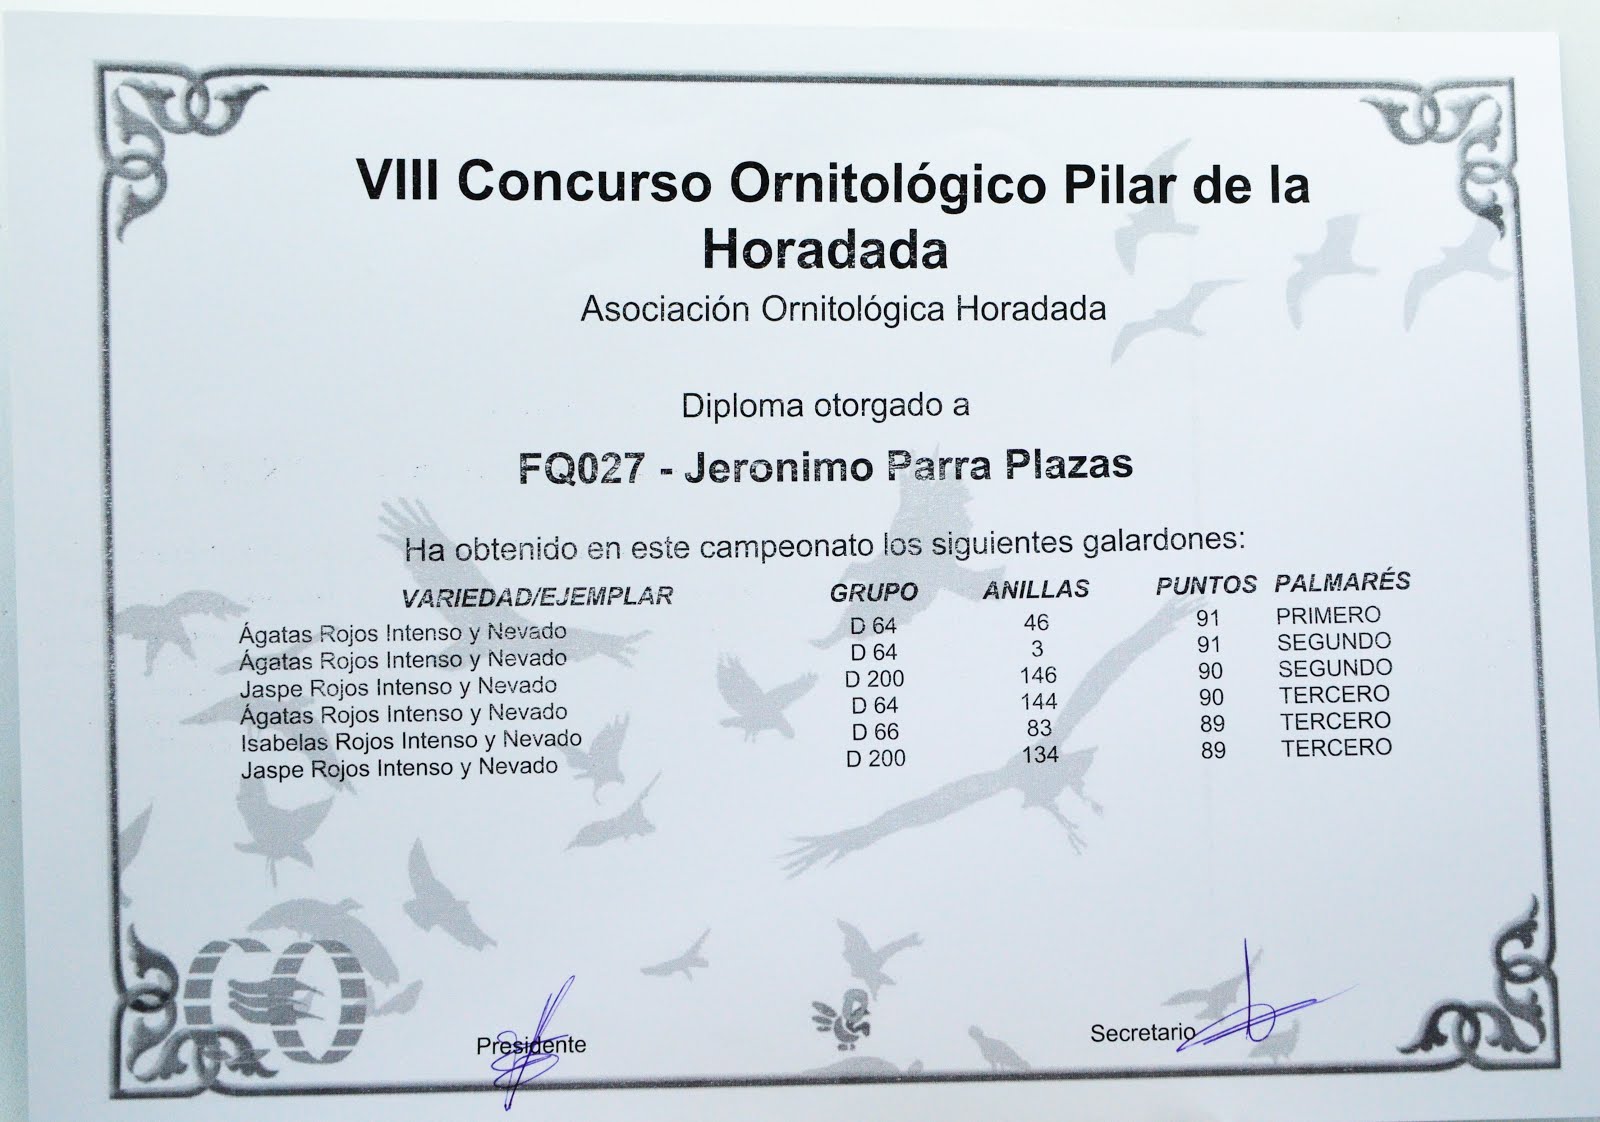 VIII Concurso Ornitológico Pilar de la
Horadada
Asociación Ornitológica Horadada
Diploma otorgado a
FQ027 - Jeronimo Parra Plazas
Ha obtenido en este campeonato los siguientes galardones:
VARIEDAD/EJEMPLAR GRUPO ANILLAS PUNTOS PALMARÉS
Ágatas Rojos Intenso y Nevado D 64 46 91 PRIMERO
Ágatas Rojos Intenso y Nevado D 64 3 91 SEGUNDO
Jaspe Rojos Intenso y Nevado D 200 146 90 SEGUNDO
Ágatas Rojos Intenso y Nevado D 64 144 90 TERCERO
Isabelas Rojos Intenso y Nevado D 66 83 89 TERCERO
Jaspe Rojos Intenso y Nevado D 200 134 89 TERCERO
Presidente Secretario